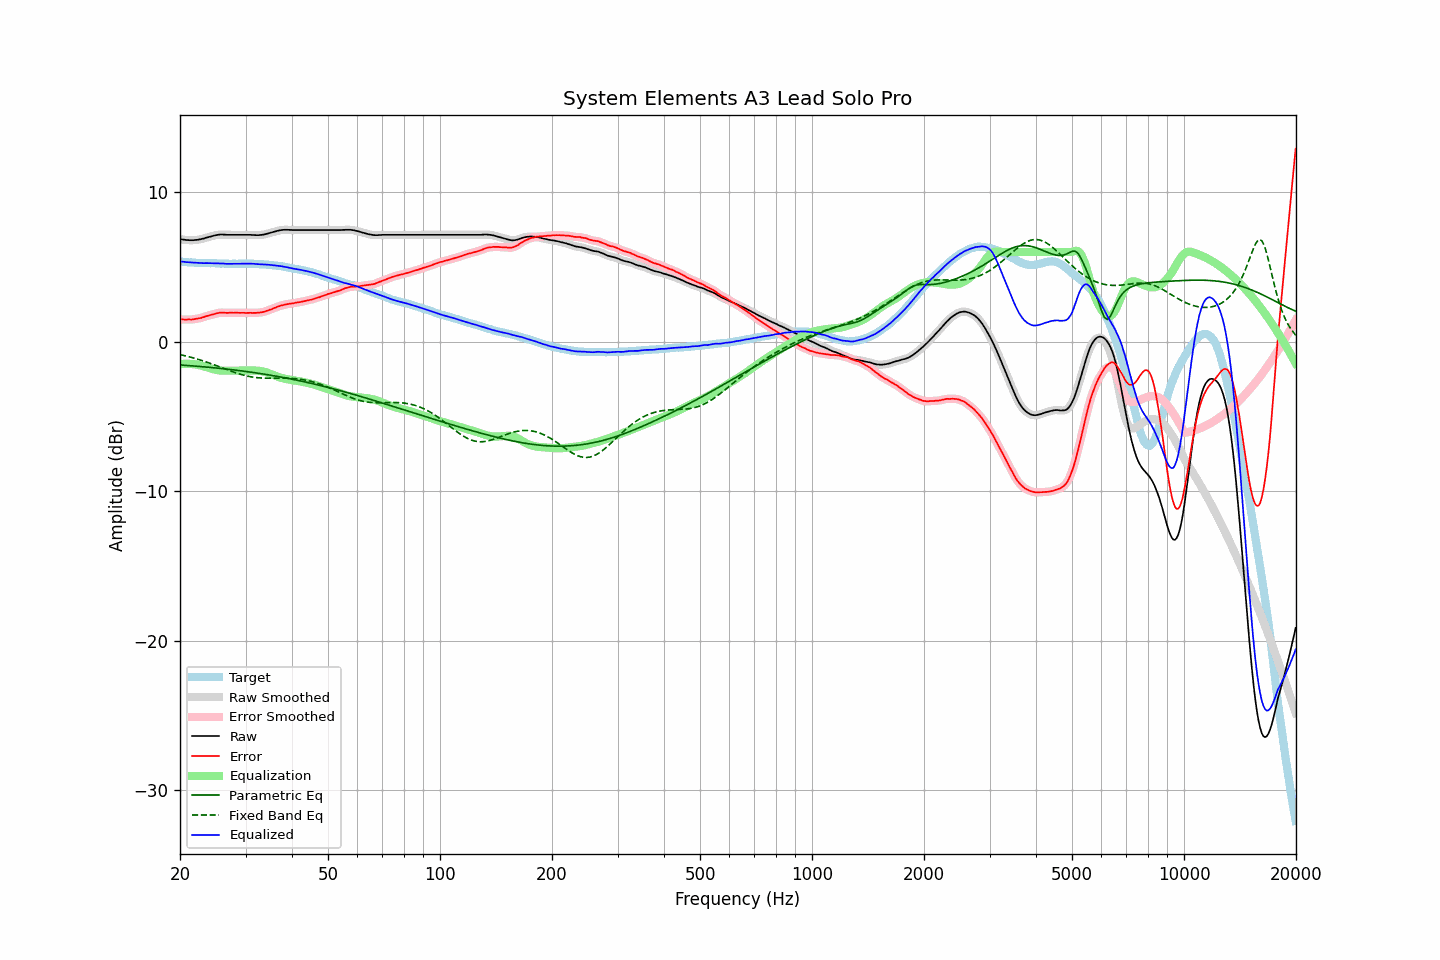 System Elements A3 Lead Solo Pro
Amplitude (dBr)
10
0
−10
−20
−30
Target
Raw Smoothed
Error Smoothed
Raw
Error
Equalization
Parametric Eq
Fixed Band Eq
Equalized
20 50 100 200 500 1000 2000 5000 10000 20000
Frequency (Hz)